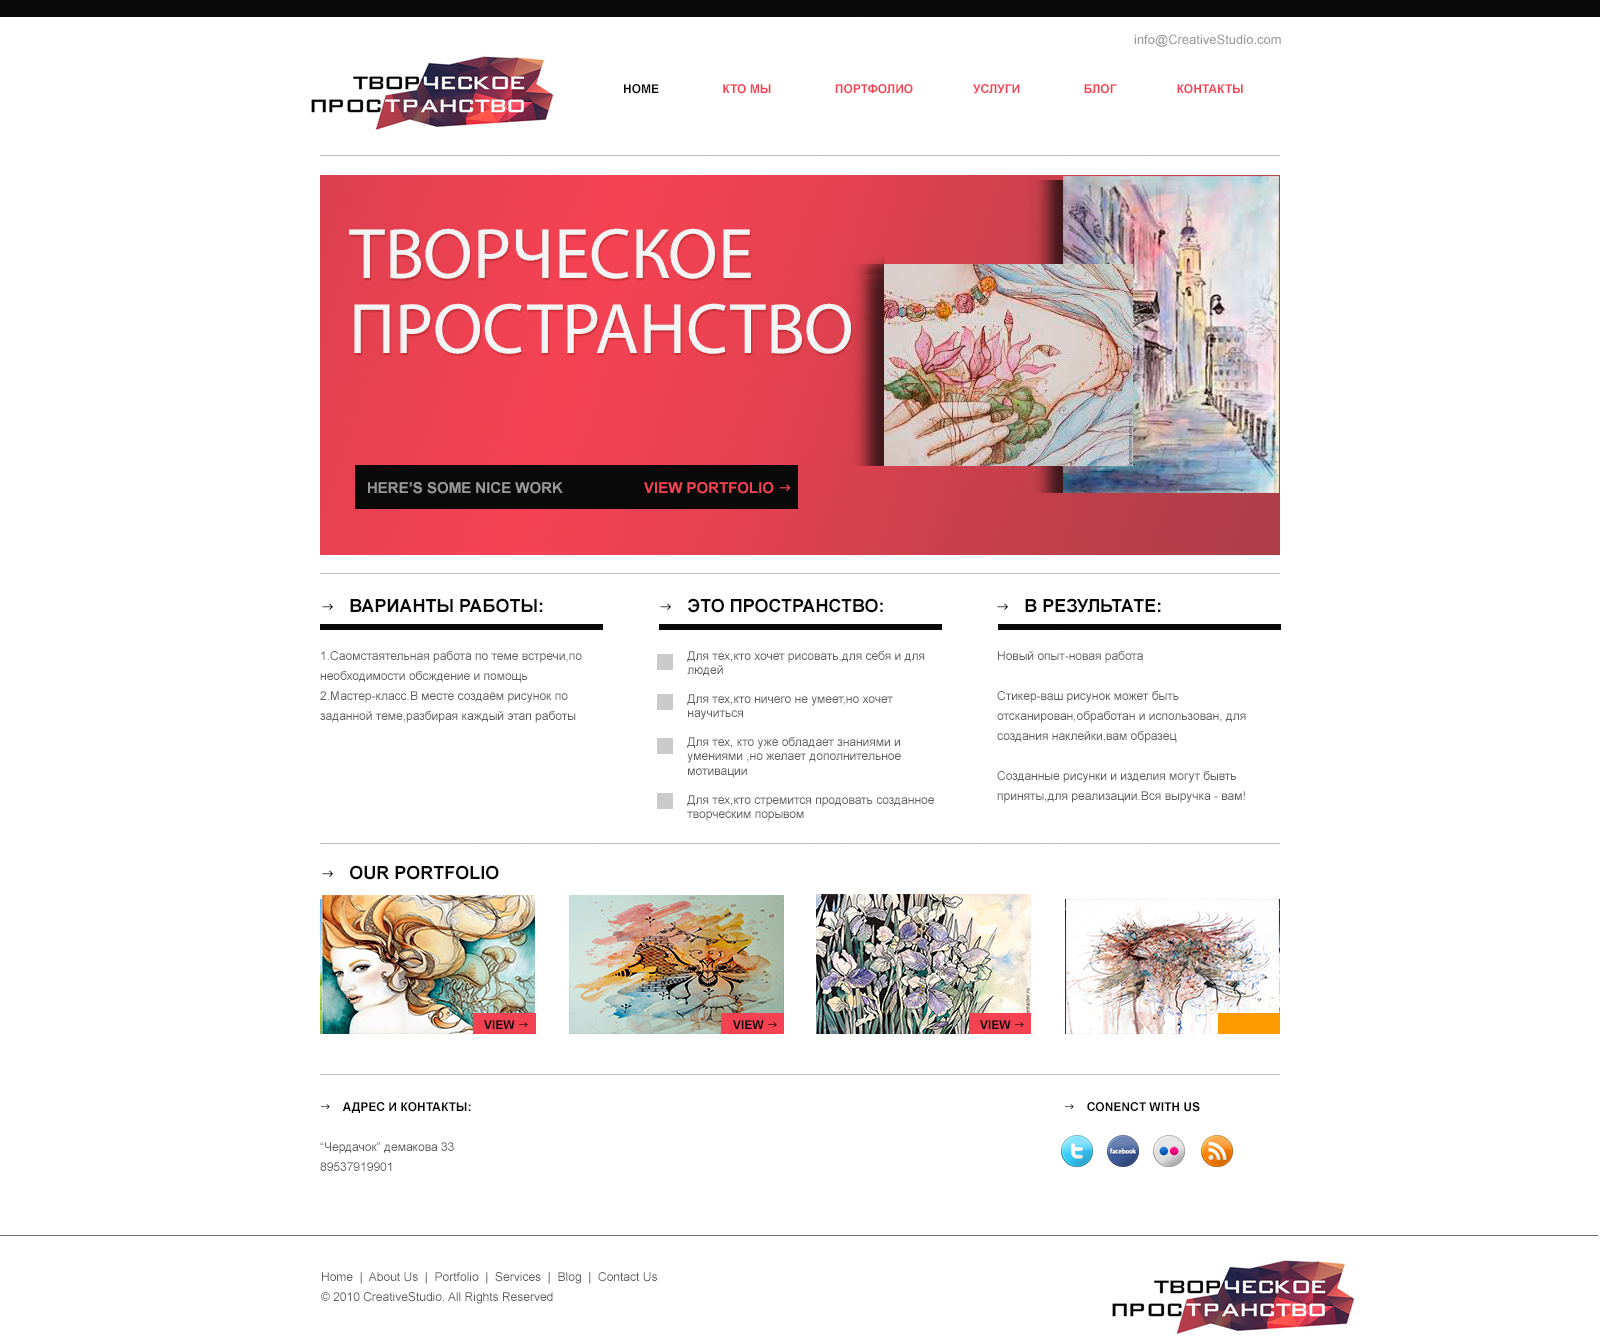 info@CreativeStudio.com
ТВОРЧЕСКОЕ
ПРОСТРАНСТВО
HOME
КТО МЫ
ПОРТФОЛИО
УСЛУГИ
БЛОГ
КОНТАКТЫ
ТВОРЧЕСКОЕ
ПРОСТРАНСТВО
HERE'S SOME NICE WORK
VIEW PORTFOLIO →
→ ВАРИАНТЫ РАБОТЫ:
1.Саомстаятельная работа по теме встречи,по
необходимости обсждение и помощь
2.Мастер-класс.В месте создаём рисунок по
заданной теме,разбирая каждый этап работы
→ ЭТО ПРОСТРАНСТВО:
Для тех,кто хочет рисовать,для себя и для
людей
Для тех,кто ничего не умеет,но хочет
научиться
Для тех, кто уже обладает знаниями и
умениями ,но желает дополнительное
мотивации
Для тех,кто стремится продовать созданное
творческим порывом
→ В РЕЗУЛЬТАТЕ:
Новый опыт-новая работа
Стикер-ваш рисунок может быть
отсканирован,обработан и использован, для
создания наклейки,вам образец
Созданные рисунки и изделия могут бывть
приняты,для реализации.Вся выручка - вам!
→ OUR PORTFOLIO
VIEW →
VIEW →
VIEW →
→ АДРЕС И КОНТАКТЫ:
“Чердачок” демакова 33
89537919901
→ CONENCT WITH US
facebook
Home | About Us | Portfolio | Services | Blog | Contact Us
© 2010 CreativeStudio. All Rights Reserved
ТВОРЧЕСКОЕ
ПРОСТРАНСТВО